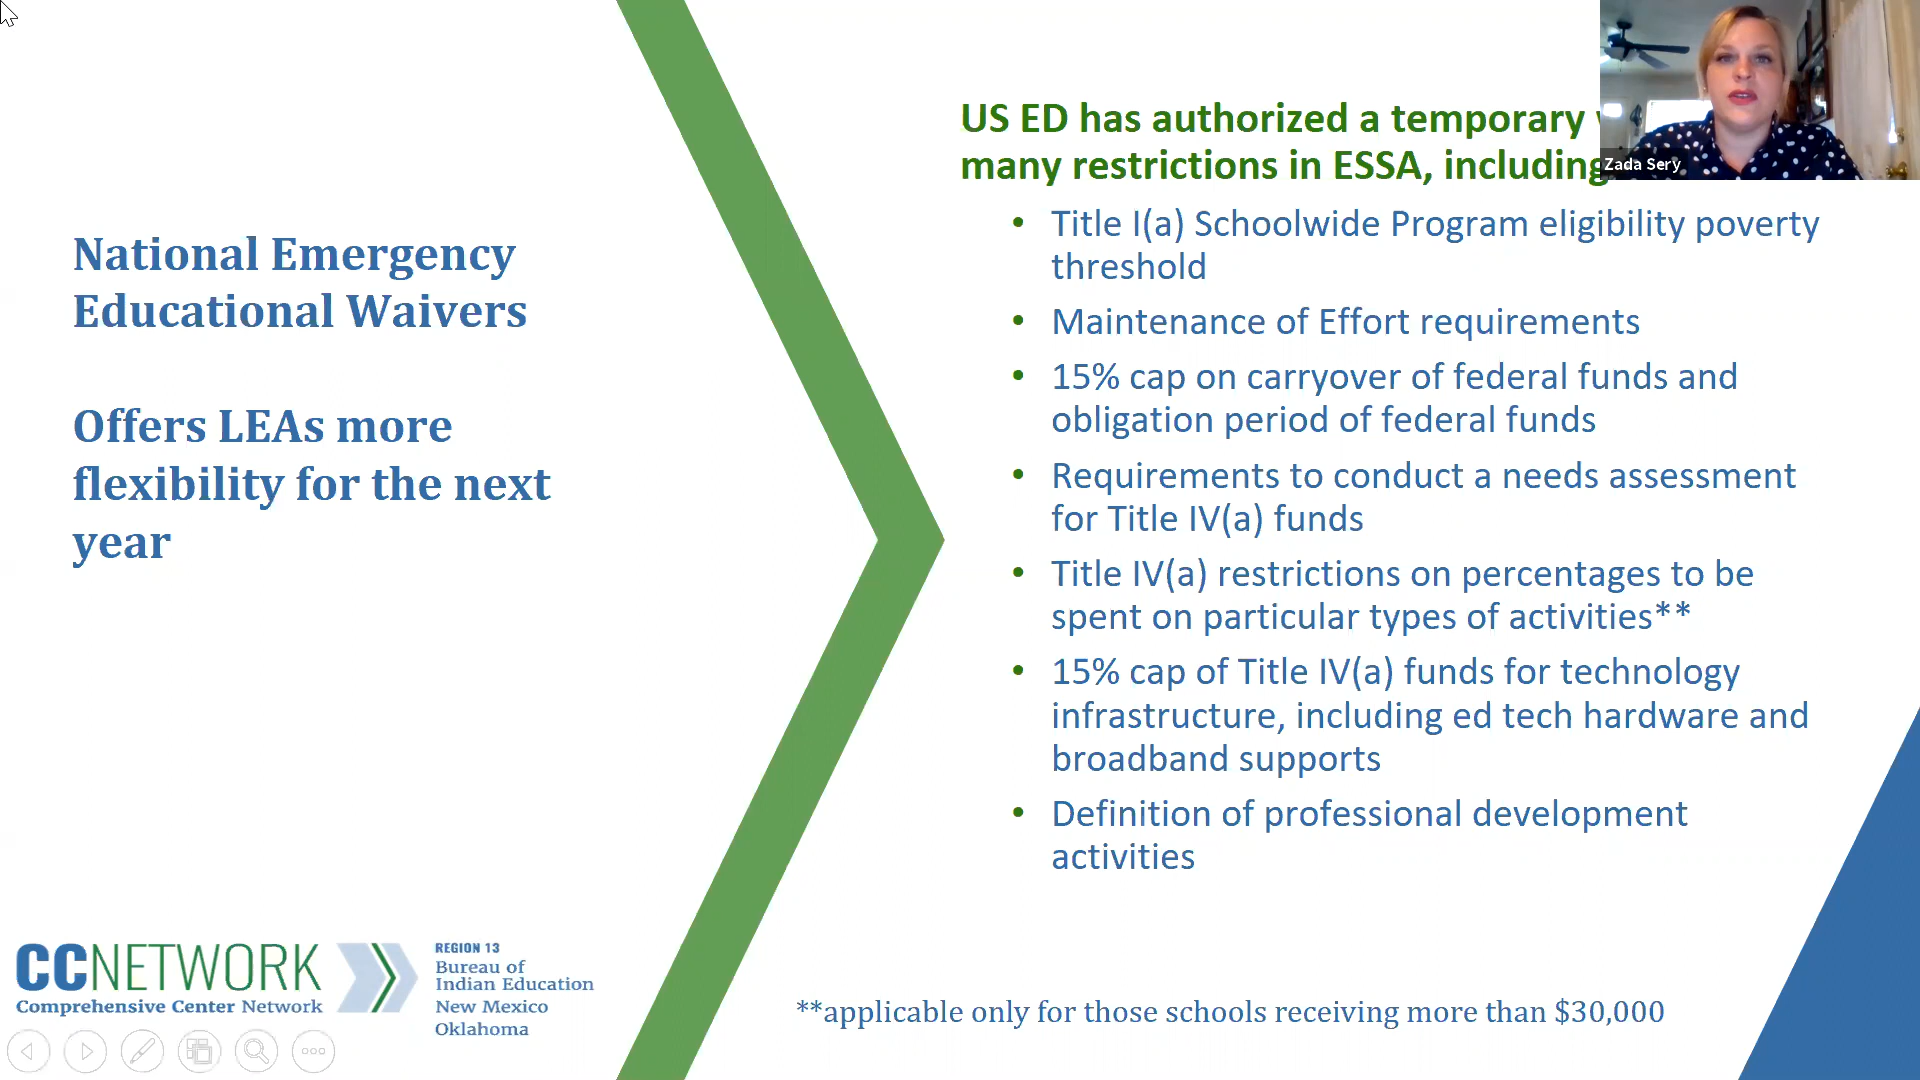 National Emergency
Educational Waivers
Offers LEAs more
flexibility for the next
year
US ED has authorized a temporary
many restrictions in ESSA, including
• Title I(a) Schoolwide Program eligibility poverty
threshold
• Maintenance of Effort requirements
• 15% cap on carryover of federal funds and
obligation period of federal funds
• Requirements to conduct a needs assessment
for Title IV(a) funds
• Title IV(a) restrictions on percentages to be
spent on particular types of activities**
• 15% cap of Title IV(a) funds for technology
infrastructure, including ed tech hardware and
broadband supports
• Definition of professional development
activities
**applicable only for those schools receiving more than $30,000
Zada Sery
CCNETWORK
Comprehensive Center Network
REGION 13
Bureau of
Indian Education
New Mexico
Oklahoma